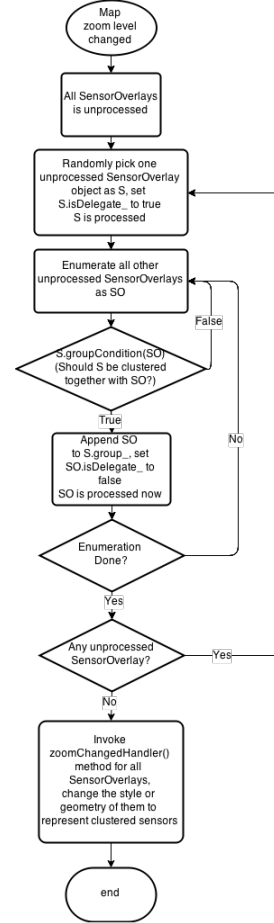 Map
zoom level
changed
All SensorOverlays
is unprocessed
Randomly pick one
unprocessed SensorOverlay
object as S, set
S.isDelegate_ to true
S is processed
Enumerate all other
unprocessed SensorOverlays
as SO
False
S.groupCondition(SO)
(Should S be clustered
together with SO?)
True
Append SO
to S.group_, set
SO.isDelegate_ to
false
SO is processed now
No
Enumeration
Done?
Yes
Any unprocessed
SensorOverlay?
Yes
No
Invoke
zoomChangedHandler()
method for all
SensorOverlays,
change the style or
geometry of them to
represent clustered sensors
end